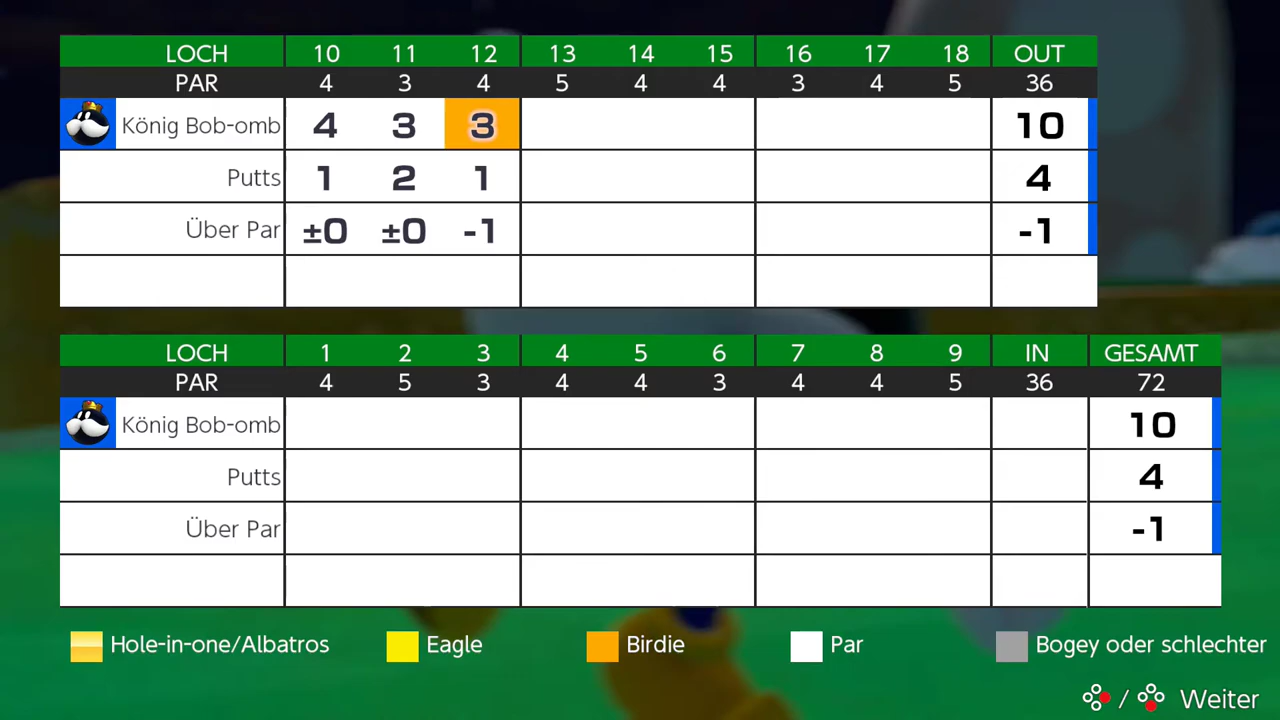 LOCH 10 11 12 13 14 15 16 17 18 OUT
PAR 4 3 4 5 4 4 3 4 5 36
König Bob-omb 4 3 3 10
Putts 1 2 1 4
Über Par ±0 ±0 -1 -1
LOCH 1 2 3 4 5 6 7 8 9 IN GESAMT
PAR 4 5 3 4 4 3 4 4 5 36 72
König Bob-omb 10
Putts 4
Über Par -1
Hole-in-one/Albatros Eagle Birdie Par Bogey oder schlechter
/ Weiter